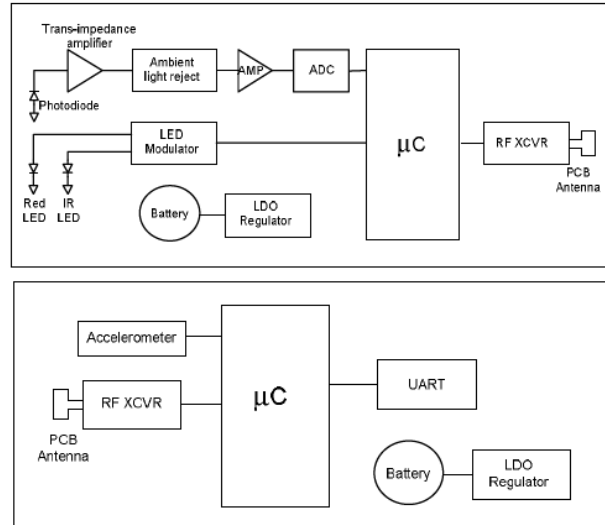 Trans-impedance
amplifier
Ambient
light reject
AMP
ADC
Photodiode
LED
Modulator
μC
RF XCVR
PCB
Antenna
Red
LED
IR
LED
Battery
LDO
Regulator
Accelerometer
RF XCVR
PCB
Antenna
μC
UART
Battery
LDO
Regulator